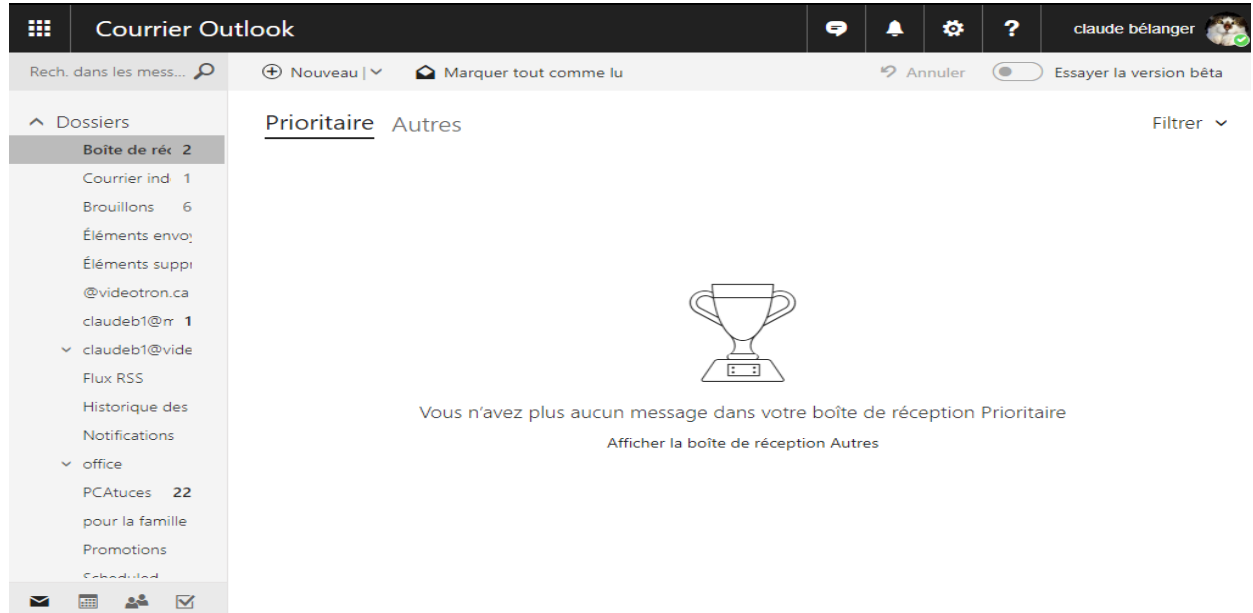 Courrier Outlook
claude bélanger
Rech. dans les mess...
Nouveau
Marquer tout comme lu
Annuler
Essayer la version bêta
Dossiers
Prioritaire Autres
Filtrer
Boîte de réc 2
Courrier ind 1
Brouillons 6
Éléments envoy
Éléments suppr
@videotron.ca
claudeb1@m 1
claudeb1@vide
Flux RSS
Historique des
Notifications
office
PCAtuces 22
pour la famille
Promotions
Scheduled
Vous n'avez plus aucun message dans votre boîte de réception Prioritaire
Afficher la boîte de réception Autres